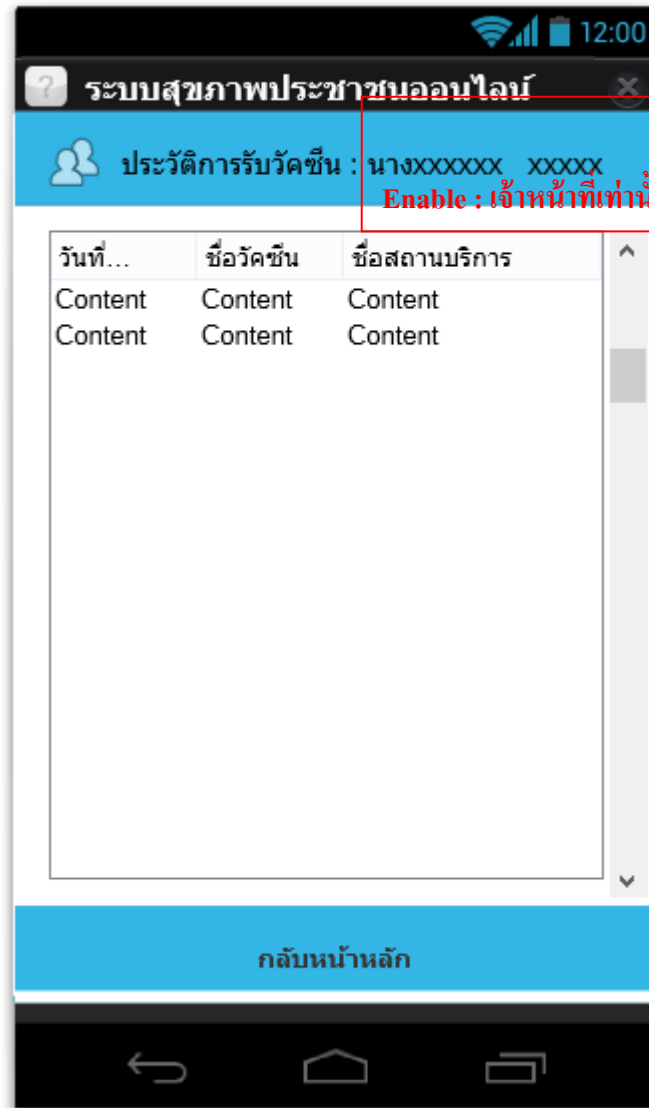 12:00
ระบบสุขภาพประชาชนออนไลน์
ประวัติการรับวัคซีน : นางxxxxxx xxxxx
Enable : เจ้าหน้าที่
วันที่... ชื่อวัคซีน ชื่อสถานบริการ
Content Content Content
Content Content Content
กลับหน้าหลัก